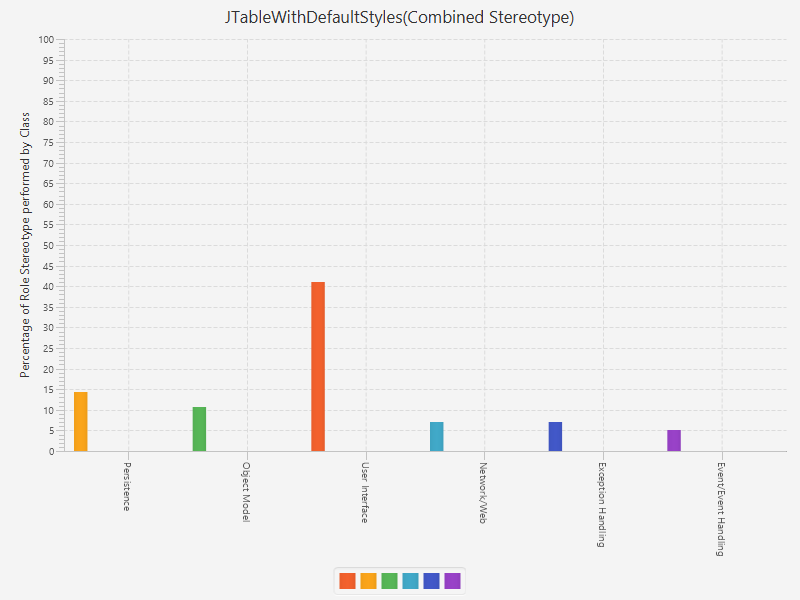 JTableWithDefaultStyles(Combined Stereotype)
Percentage of Role Stereotype performed by Class
100
95
90
85
80
75
70
65
60
55
50
45
40
35
30
25
20
15
10
5
0
Persistence
Object Model
User Interface
Network/Web
Exception Handling
Event/Event Handling